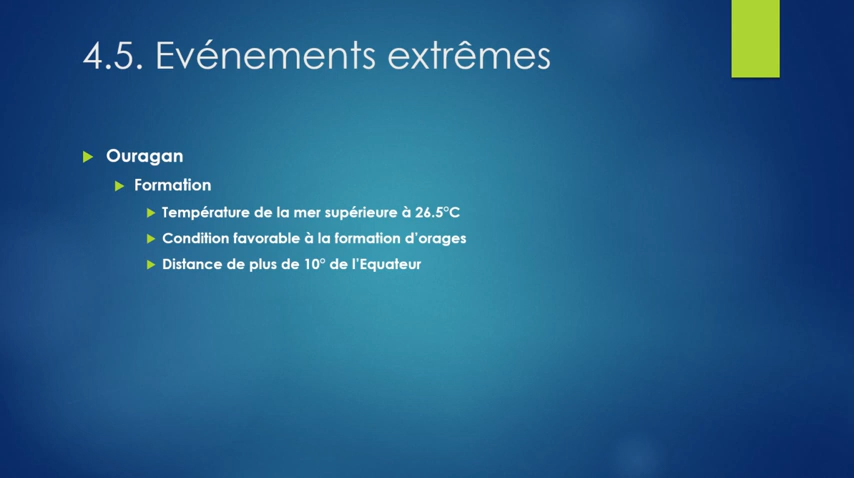 4.5. Evénements extrêmes
Ouragan
Formation
Température de la mer supérieure à 26.5°C
Condition favorable à la formation d'orages
Distance de plus de 10° de l'Equateur